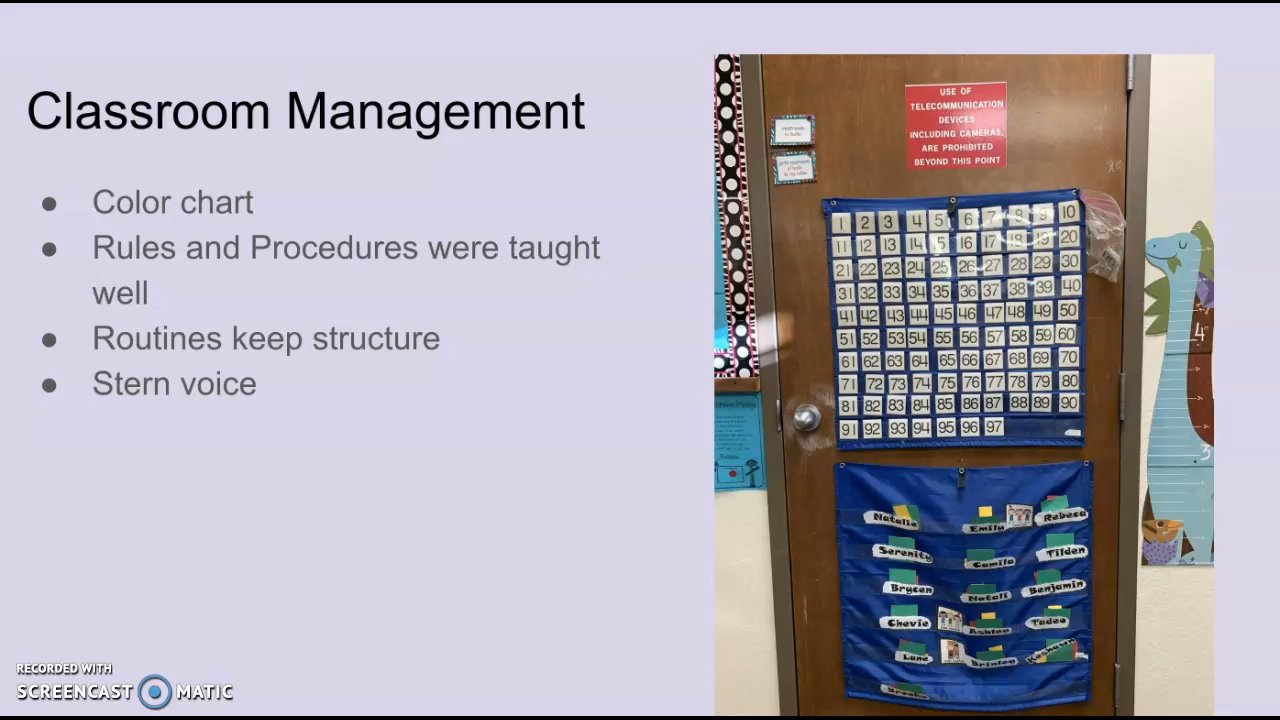 Classroom Management
● Color chart
● Rules and Procedures were taught
well
● Routines keep structure
● Stern voice
RECORDED WITH
SCREENCAST MATIC
USE OF
TELECOMMUNICATION
DEVICES
INCLUDING CAMERAS,
ARE PROHIBITED
BEYOND THIS POINT
1 2 3 4 5 6 7 8 9 10
11 12 13 14 15 16 17 18 19 20
21 22 23 24 25 26 27 28 29 30
31 32 33 34 35 36 37 38 39 40
41 42 43 44 45 46 47 48 49 50
51 52 53 54 55 56 57 58 59 60
61 62 63 64 65 66 67 68 69 70
71 72 73 74 75 76 77 78 79 80
81 82 83 84 85 86 87 88 89 90
91 92 93 94 95 96 97
Natalie Emily Rebeca
Serenity Camila Tilden
Brycen Natali Benjamin
Chevie Ashlea Tadeo
Lane Brinley Keshawn
4
3